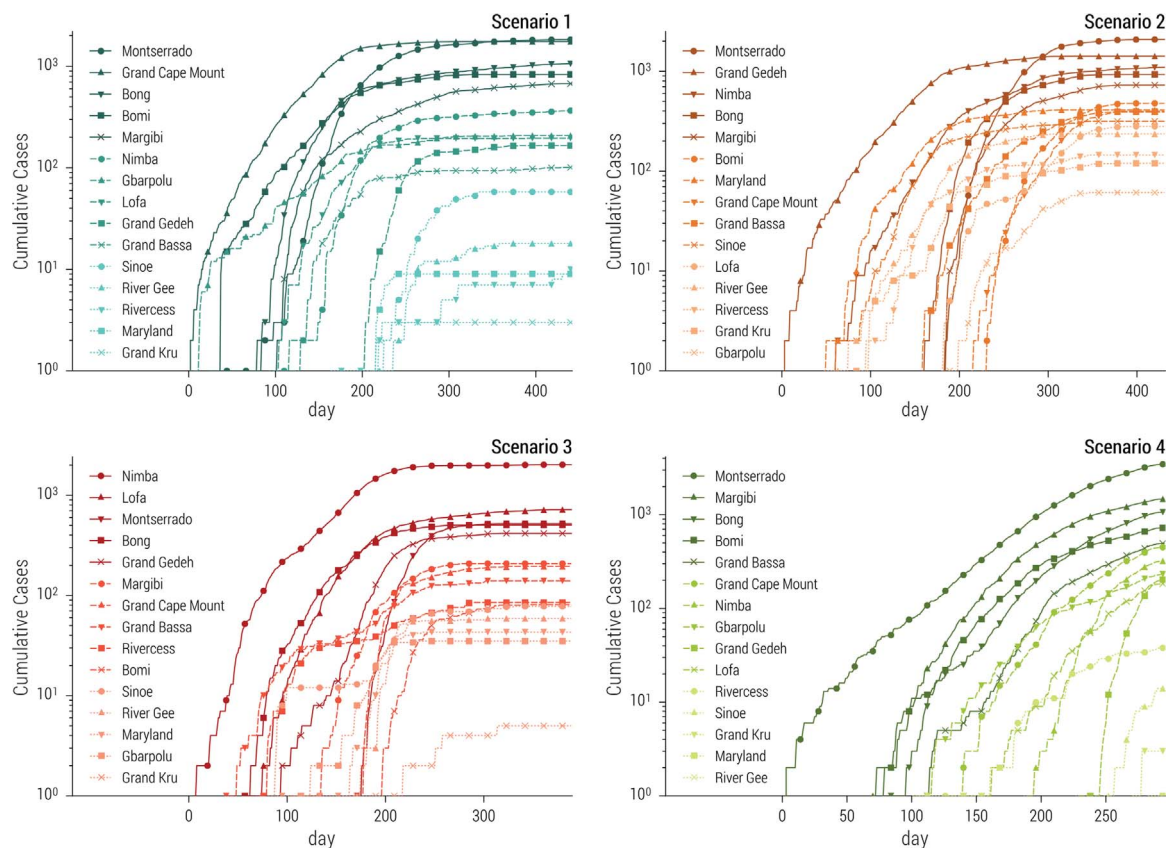 Scenario 1
Montserrado
Grand Cape Mount
Bong
Bomi
Margibi
Nimba
Gbarpolu
Lofa
Grand Gedeh
Grand Bassa
Sinoe
River Gee
Rivercess
Maryland
Grand Kru
Cumulative Cases
10³
10²
10¹
10⁰
0 100 200 300 400
day
Scenario 2
Montserrado
Grand Gedeh
Nimba
Bong
Margibi
Bomi
Maryland
Grand Cape Mount
Grand Bassa
Sinoe
Lofa
River Gee
Rivercess
Grand Kru
Gbarpolu
Cumulative Cases
10³
10²
10¹
10⁰
0 100 200 300 400
day
Scenario 3
Nimba
Lofa
Montserrado
Bong
Grand Gedeh
Margibi
Grand Cape Mount
Grand Bassa
Rivercess
Bomi
Sinoe
River Gee
Maryland
Gbarpolu
Grand Kru
Cumulative Cases
10³
10²
10¹
10⁰
0 100 200 300
day
Scenario 4
Montserrado
Margibi
Bong
Bomi
Grand Bassa
Grand Cape Mount
Nimba
Gbarpolu
Grand Gedeh
Lofa
Rivercess
Sinoe
Grand Kru
Maryland
River Gee
Cumulative Cases
10³
10²
10¹
10⁰
0 50 100 150 200 250
day